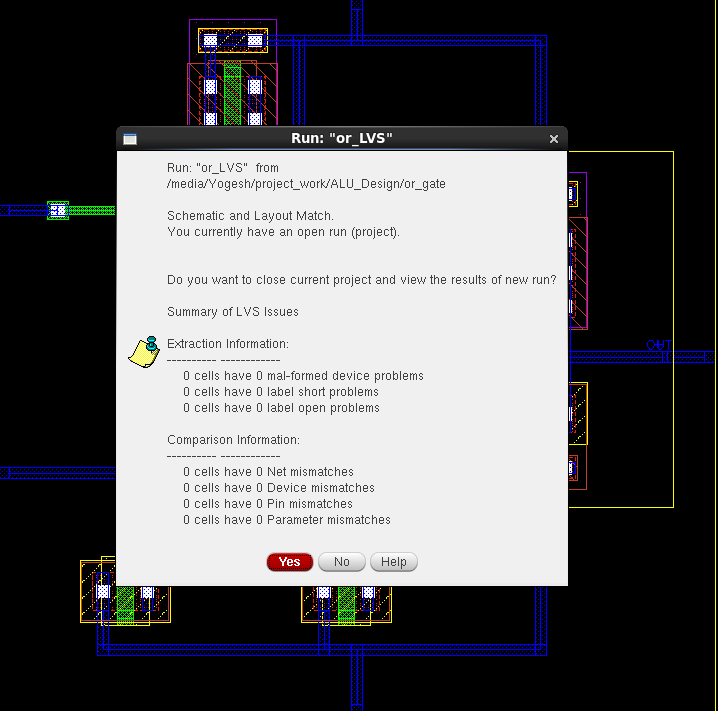 Run: "or_LVS"
Run: "or_LVS" from
/media/Yogesh/project_work/ALU_Design/or_gate
Schematic and Layout Match.
You currently have an open run (project).
Do you want to close current project and view the results of new run?
Summary of LVS Issues
Extraction Information:
---------- ------------
0 cells have 0 mal-formed device problems
0 cells have 0 label short problems
0 cells have 0 label open problems
Comparison Information:
---------- ------------
0 cells have 0 Net mismatches
0 cells have 0 Device mismatches
0 cells have 0 Pin mismatches
0 cells have 0 Parameter mismatches
Yes No Help